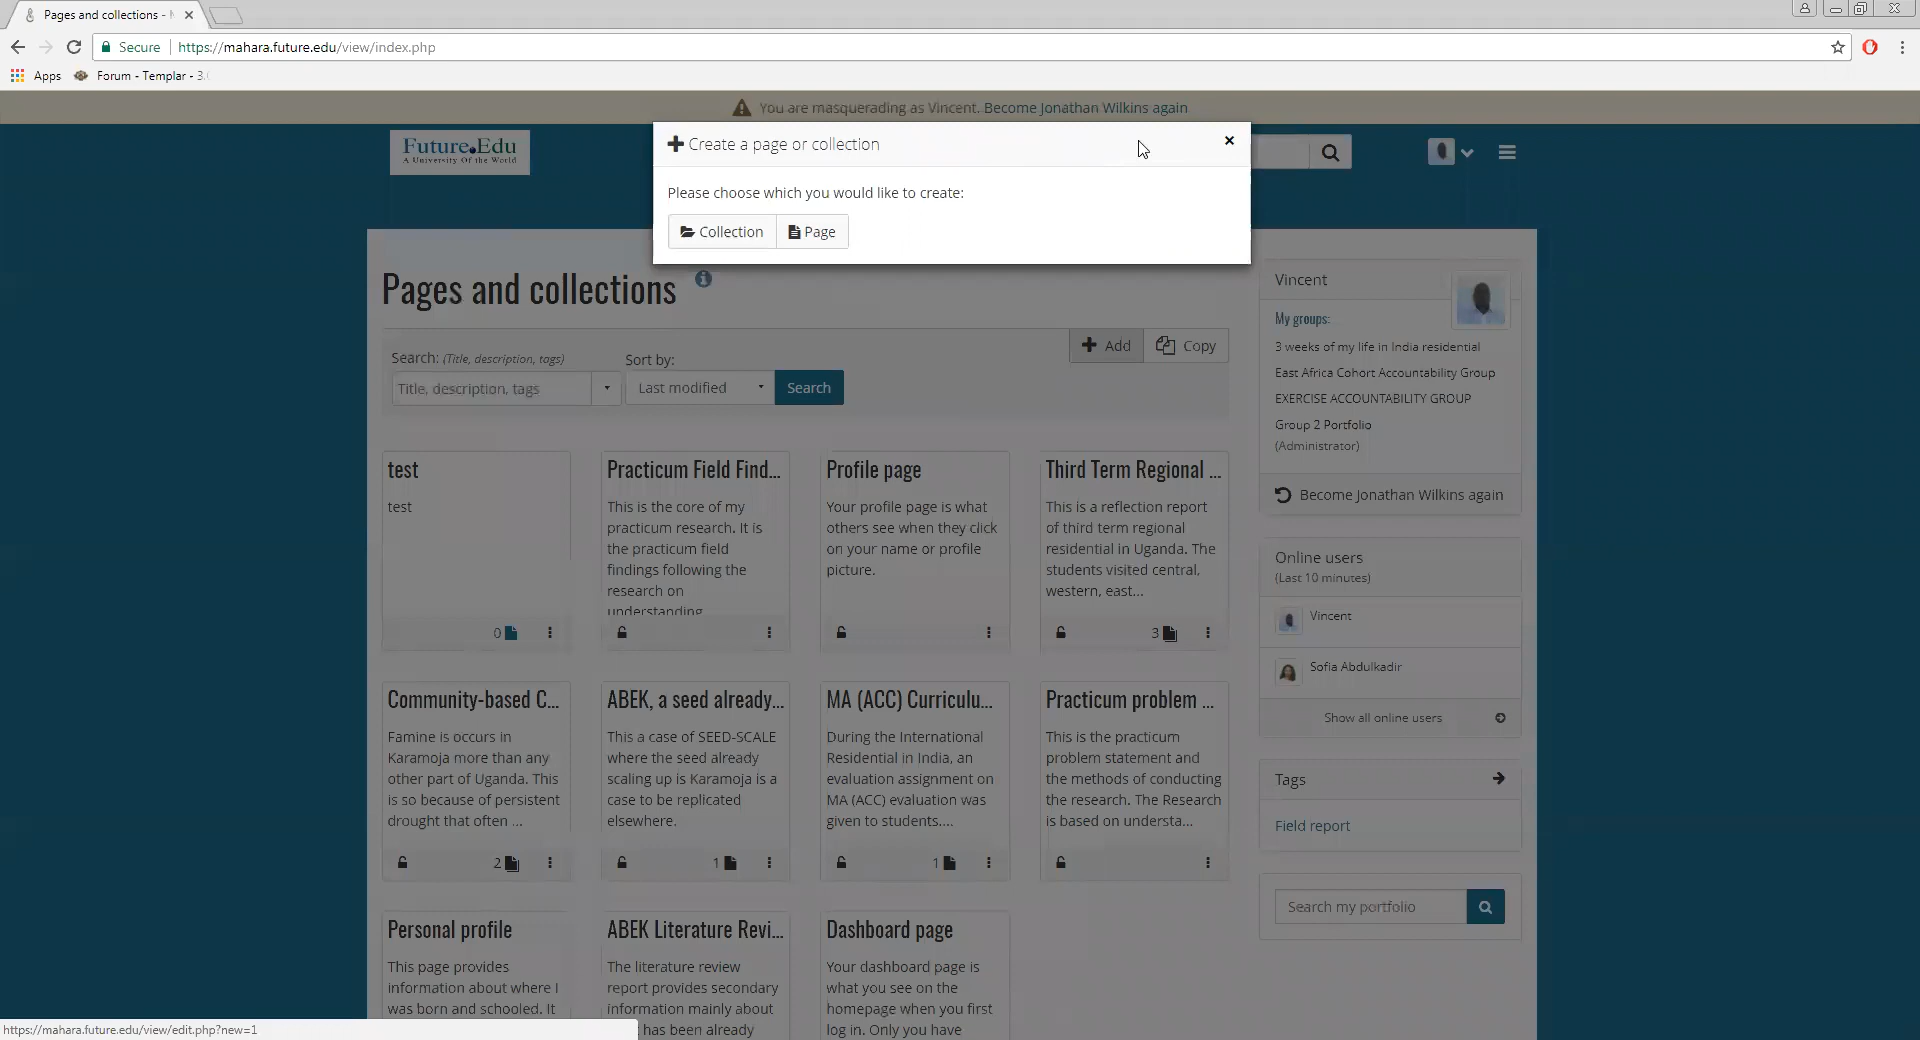 Pages and collections -
Secure
https://mahara.future.edu/view/index.php
Apps
Forum - Templar - 3.
You are masquerading as Vincent. Become Jonathan Wilkins again
Future.Edu
A University Of the World
Create a page or collection
Please choose which you would like to create:
Collection
Page
Pages and collections
Search: (Title, description, tags)
Sort by:
Title, description, tags
Last modified
Search
Add
Copy
test
test
0
Practicum Field Find...
This is the core of my
practicum research. It is
the practicum field
findings following the
research on
understanding
Profile page
Your profile page is what
others see when they click
on your name or profile
picture.
Third Term Regional ...
This is a reflection report
of third term regional
residential in Uganda. The
students visited central,
western, east...
3
Community-based C...
Famine is occurs in
Karamoja more than any
other part of Uganda. This
is so because of persistent
drought that often ...
2
ABEK, a seed already...
This a case of SEED-SCALE
where the seed already
scaling up is Karamoja is a
case to be replicated
elsewhere.
1
MA (ACC) Curriculu...
During the International
Residential in India, an
evaluation assignment on
MA (ACC) evaluation was
given to students....
1
Practicum problem ...
This is the practicum
problem statement and
the methods of conducting
the research. The Research
is based on understa...
Personal profile
This page provides
information about where I
was born and schooled. It
ABEK Literature Revi...
The literature review
report provides secondary
information mainly about
has been already
Dashboard page
Your dashboard page is
what you see on the
homepage when you first
log in. Only you have
Vincent
My groups:
3 weeks of my life in India residential
East Africa Cohort Accountability Group
EXERCISE ACCOUNTABILITY GROUP
Group 2 Portfolio
(Administrator)
Become Jonathan Wilkins again
Online users
(Last 10 minutes)
Vincent
Sofia Abdulkadir
Show all online users
Tags
Field report
Search my portfolio
https://mahara.future.edu/view/edit.php?new=1